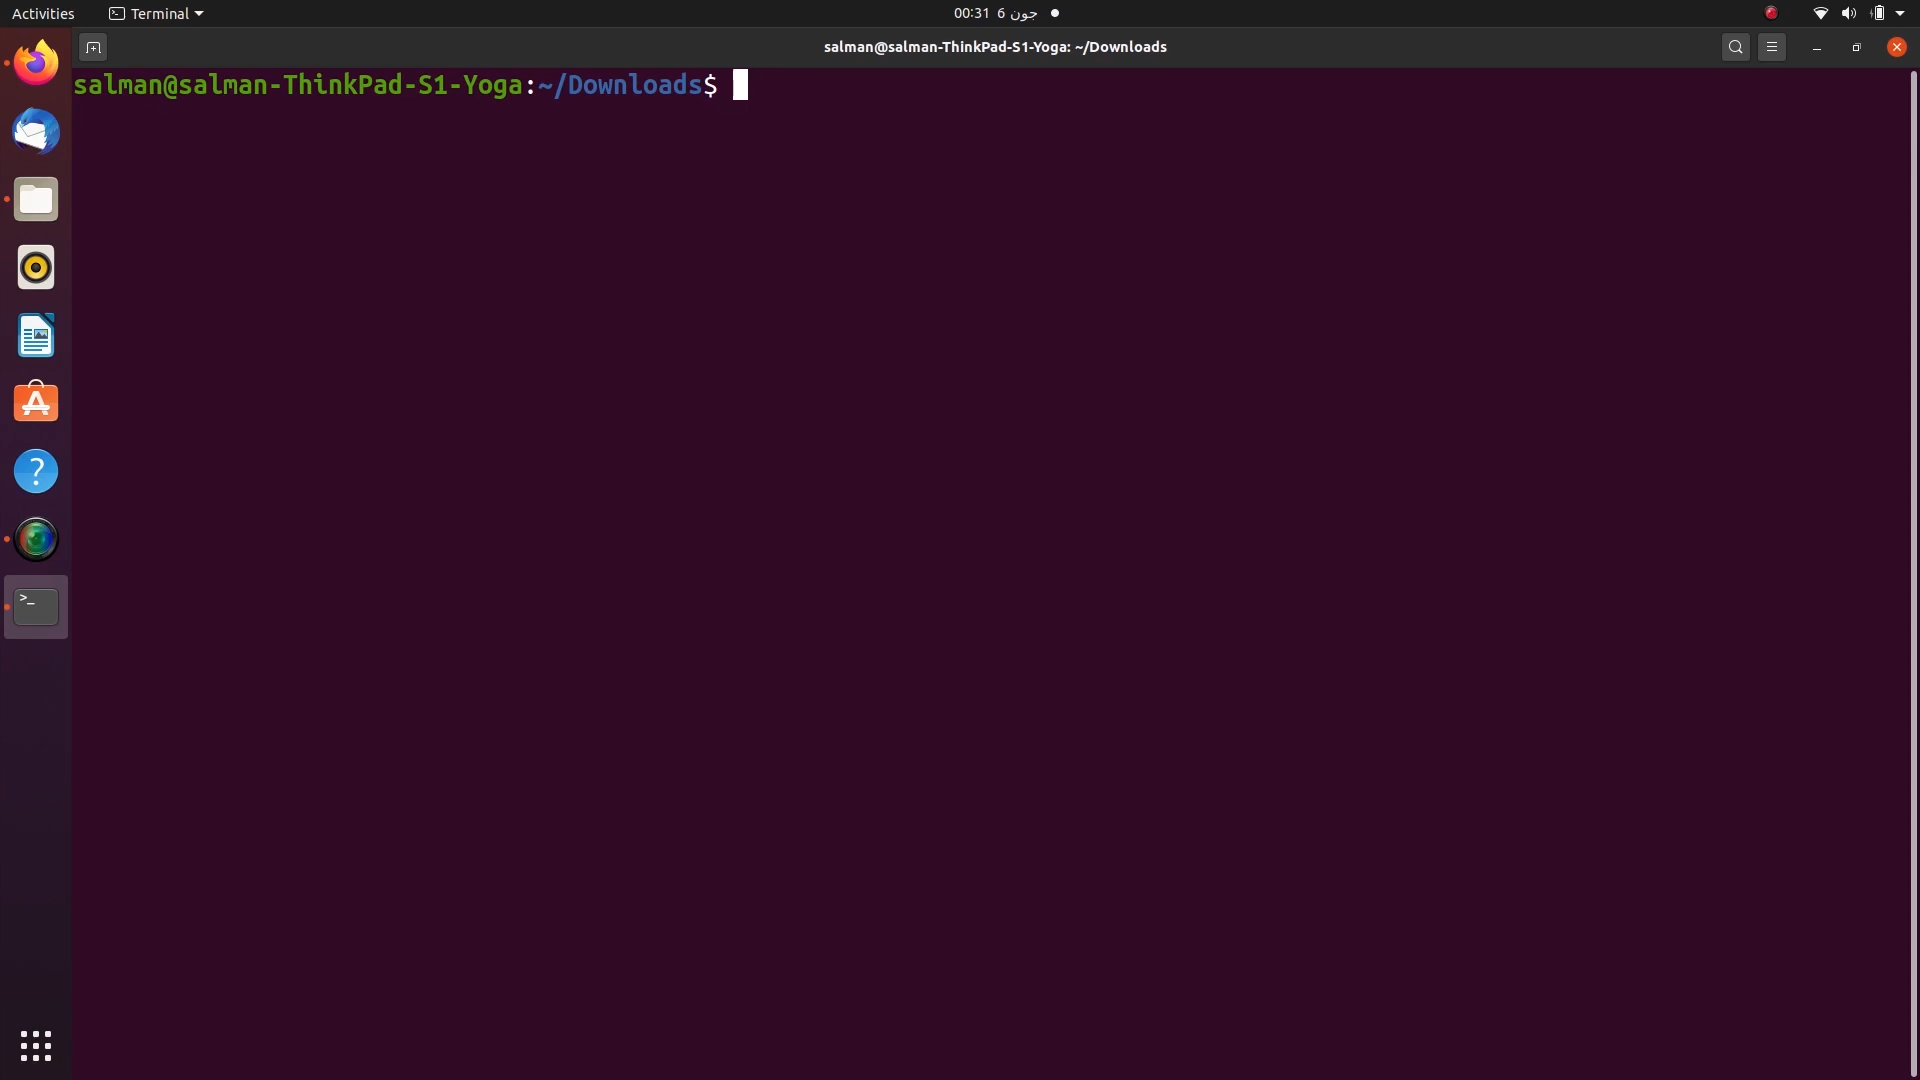 Activities
Terminal
00:31 6 جون
salman@salman-ThinkPad-S1-Yoga: ~/Downloads
salman@salman-ThinkPad-S1-Yoga:~/Downloads$